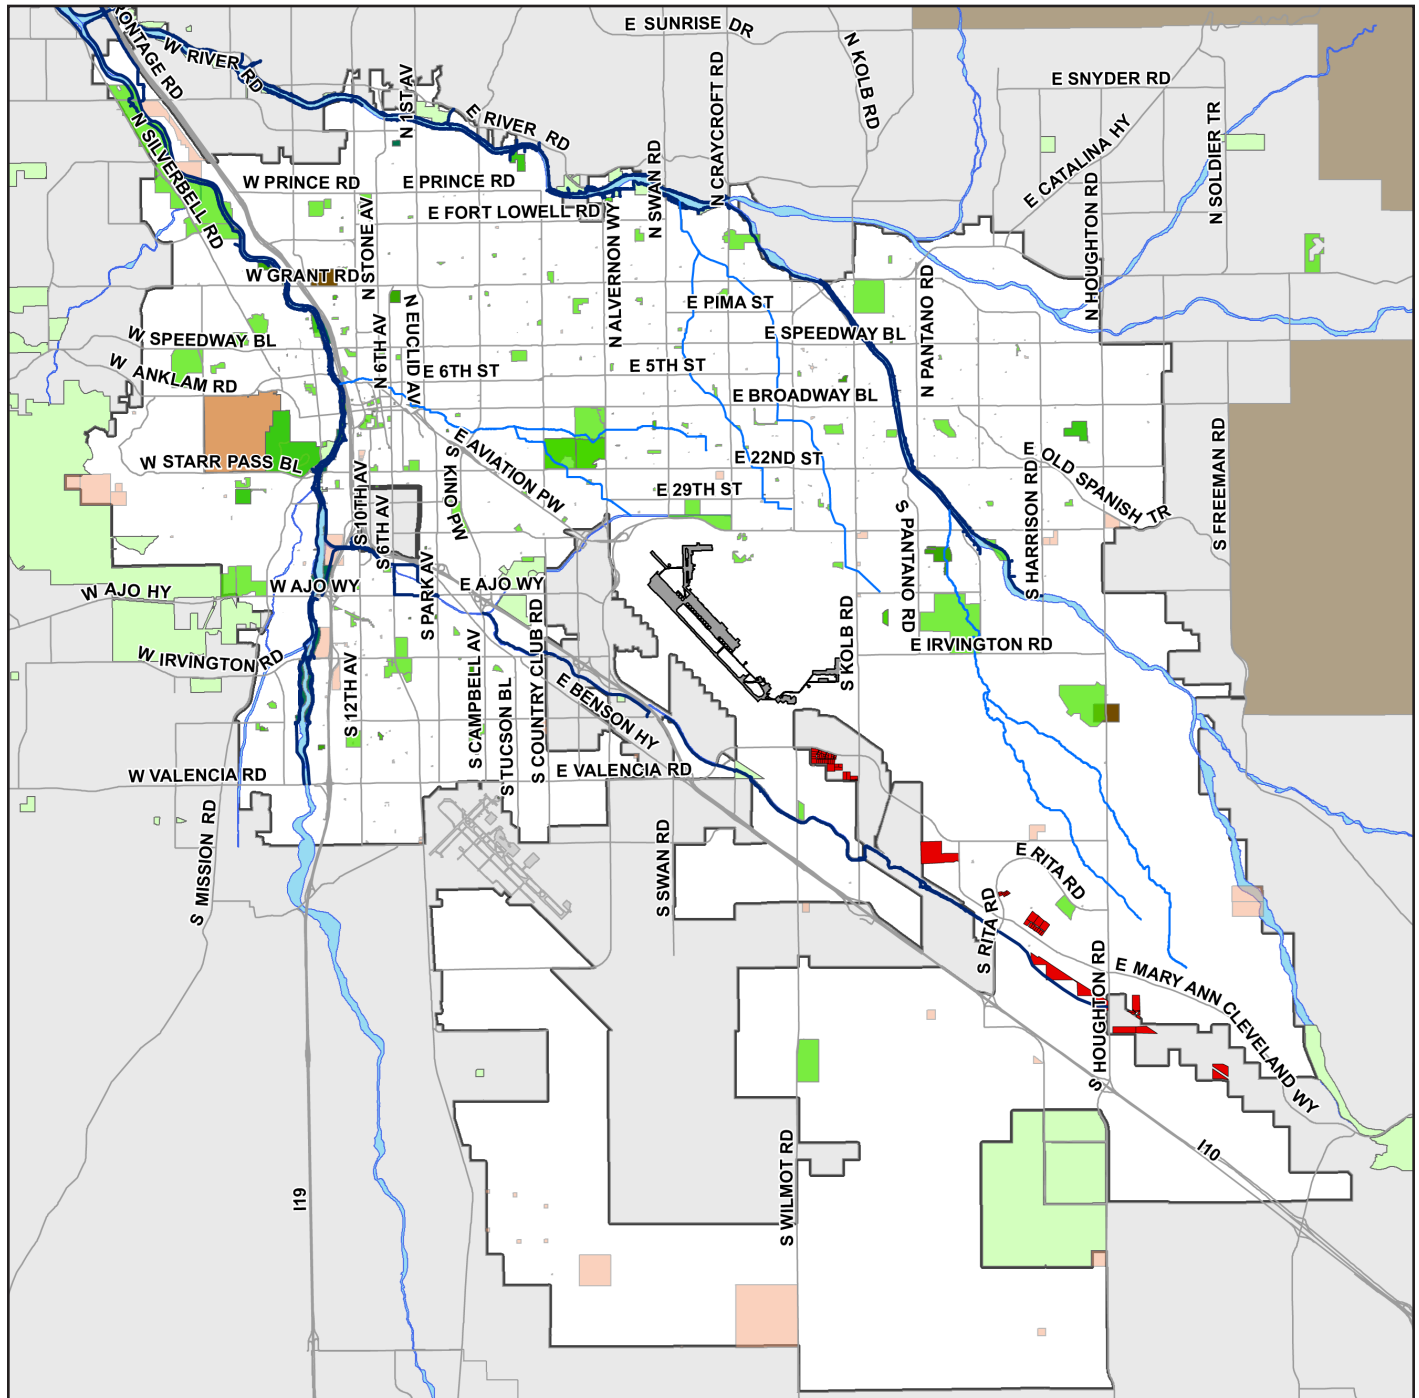 E SUNRISE DR
N KOLB RD
RONTAGE RD
W RIVER RD
N 1ST AV
E RIVER RD
N CRAYCROFT RD
E SNYDER RD
N SOLDIER TR
E CATALINA HY
N SILVERBELL RD
W PRINCE RD
E PRINCE RD
N SWAN RD
N HOUGHTON RD
E FORT LOWELL RD
N STONE AV
N ALVERNON WY
W GRANT RD
N PANTANO RD
E PIMA ST
N 6TH AV
N EUCLID AV
W SPEEDWAY BL
E SPEEDWAY BL
W ANKLAM RD
E 6TH ST
E 5TH ST
E BROADWAY BL
W STARR PASS BL
S KINO PW
E AVIATION PW
E 22ND ST
E OLD SPANISH TR
S FREEMAN RD
E 29TH ST
S 10TH AV
S 6TH AV
S PANTANO RD
S HARRISON RD
W AJO HY
W AJO WY
S PARK AV
E AJO WY
S COUNTRY CLUB RD
S KOLB RD
W IRVINGTON RD
E IRVINGTON RD
S 12TH AV
S CAMPBELL AV
S TUCSON BL
E BENSON HY
W VALENCIA RD
E VALENCIA RD
S MISSION RD
S SWAN RD
E RITA RD
S RITA RD
S HOUGHTON RD
E MARY ANN CLEVELAND WY
I10
I19
S WILMOT RD